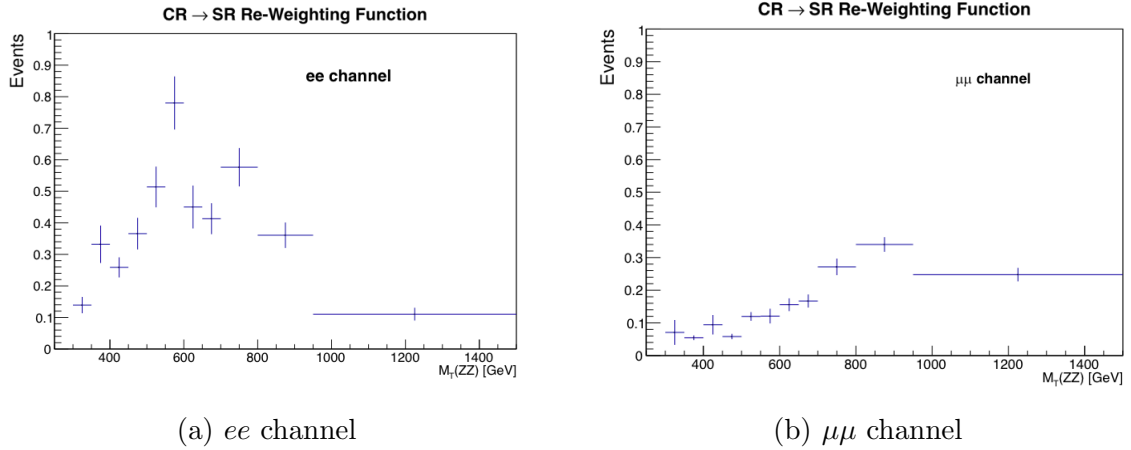 CR → SR Re-Weighting Function
Events
1
0.9
0.8
0.7
0.6
0.5
0.4
0.3
0.2
0.1
0
ee channel
400 600 800 1000 1200 1400
M_T(ZZ) [GeV]
(a) ee channel
CR → SR Re-Weighting Function
Events
1
0.9
0.8
0.7
0.6
0.5
0.4
0.3
0.2
0.1
0
μμ channel
400 600 800 1000 1200 1400
M_T(ZZ) [GeV]
(b) μμ channel